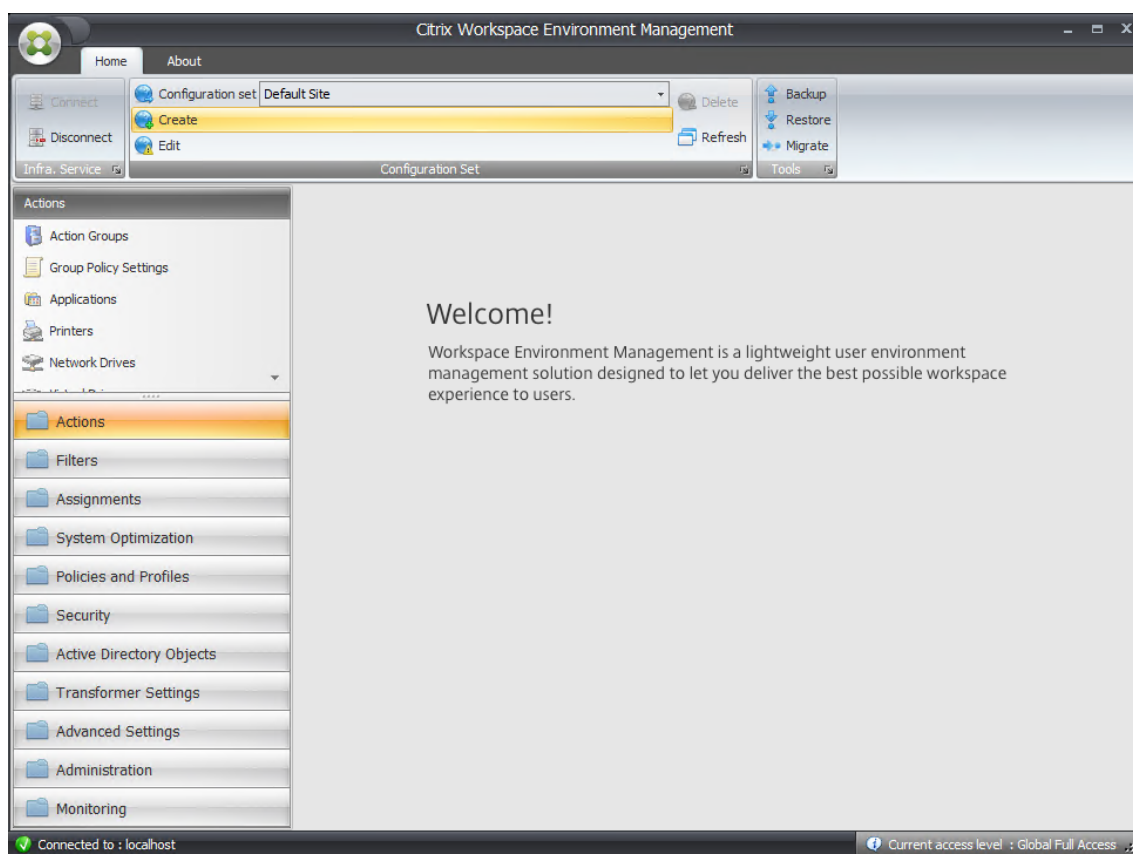 Citrix Workspace Environment Management
Home About
Connect
Disconnect
Infra. Service
Configuration set Default Site
Create
Edit
Delete
Refresh
Configuration Set
Backup
Restore
Migrate
Tools
Actions
Action Groups
Group Policy Settings
Applications
Printers
Network Drives
Actions
Filters
Assignments
System Optimization
Policies and Profiles
Security
Active Directory Objects
Transformer Settings
Advanced Settings
Administration
Monitoring
Welcome!
Workspace Environment Management is a lightweight user environment
management solution designed to let you deliver the best possible workspace
experience to users.
Connected to : localhost
Current access level : Global Full Access